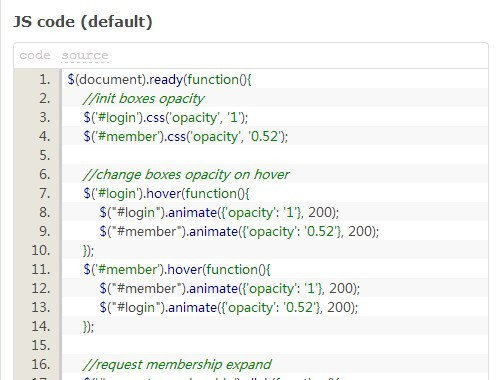 JS code (default)
code source
1. $(document).ready(function(){
2. //init boxes opacity
3. $('#login').css('opacity', '1');
4. $('#member').css('opacity', '0.52');
5.
6. //change boxes opacity on hover
7. $('#login').hover(function(){
8. $("#login").animate({'opacity': '1'}, 200);
9. $("#member").animate({'opacity': '0.52'}, 200);
10. });
11. $('#member').hover(function(){
12. $("#member").animate({'opacity': '1'}, 200);
13. $("#login").animate({'opacity': '0.52'}, 200);
14. });
15.
16. //request membership expand